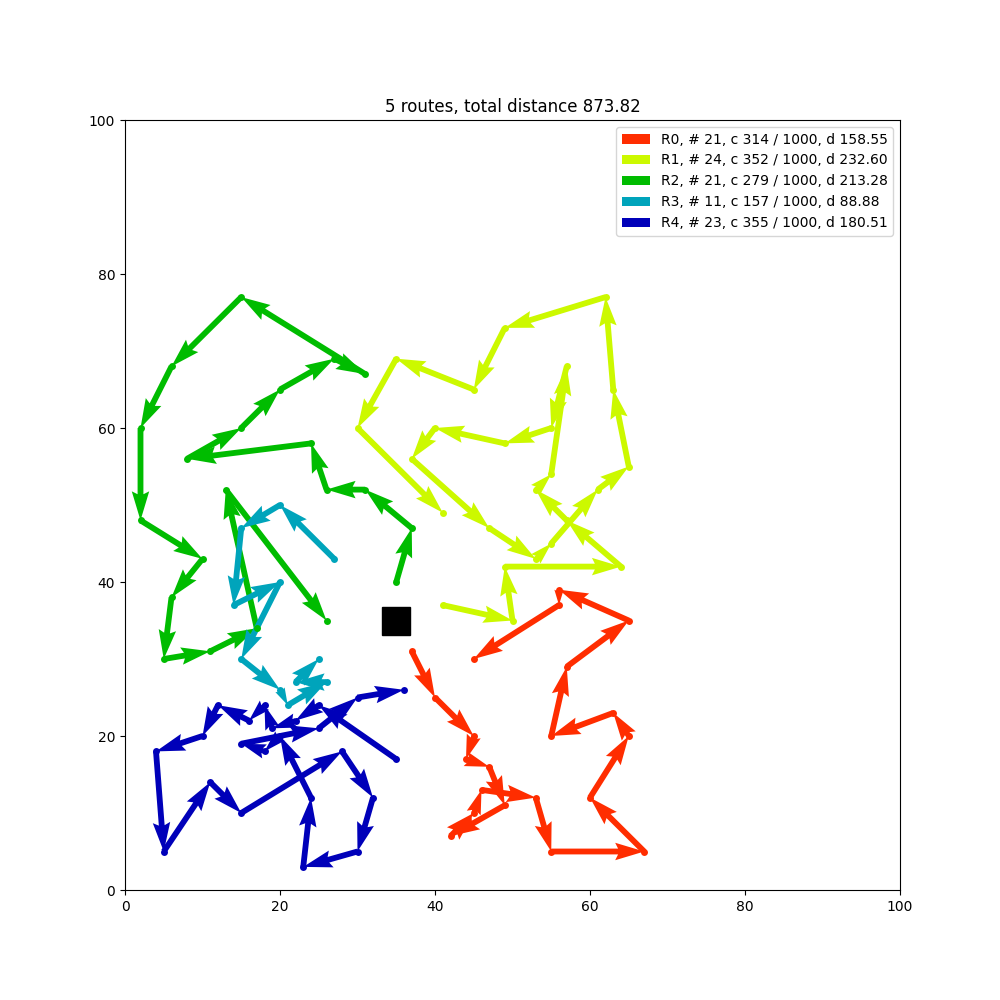 5 routes, total distance 873.82
R0, # 21, c 314 / 1000, d 158.55
R1, # 24, c 352 / 1000, d 232.60
R2, # 21, c 279 / 1000, d 213.28
R3, # 11, c 157 / 1000, d 88.88
R4, # 23, c 355 / 1000, d 180.51
100
80
60
40
20
0
0 20 40 60 80 100